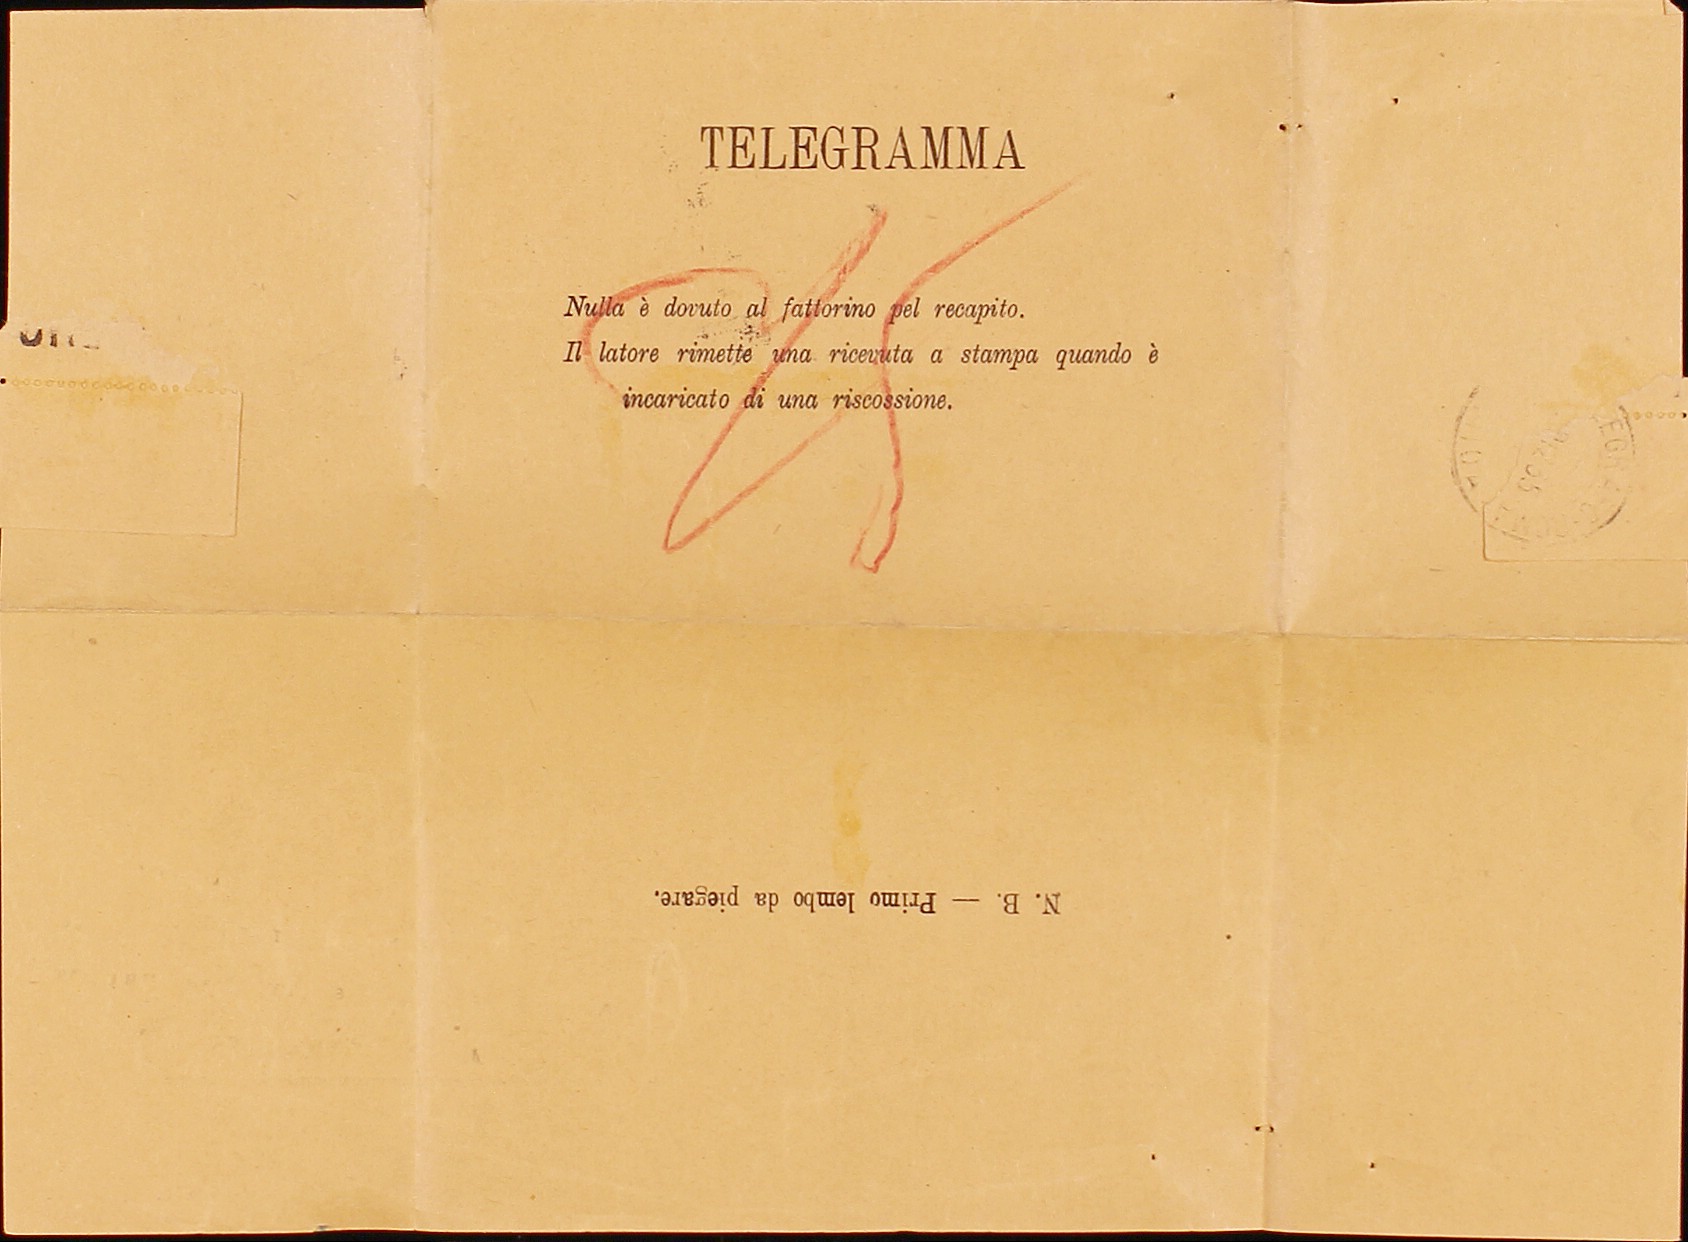 TELEGRAMMA
Nulla è dovuto al fattorino pel recapito.
Il latore rimette una ricevuta a stampa quando è
incaricato di una riscossione.
N. B. — Primo lembo da piegare.